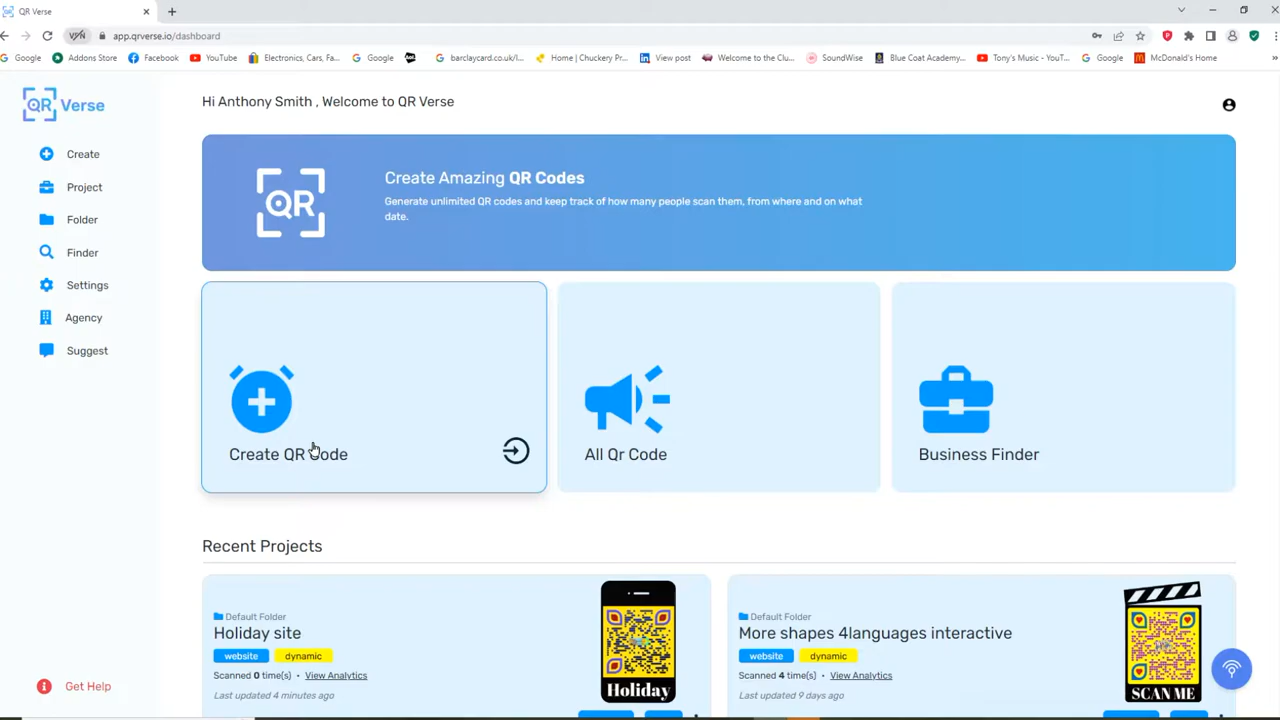 QR Verse
app.qrverse.io/dashboard
Google
Addons Store
Facebook
YouTube
Electronics, Cars, Fa...
Google
barclaycard.co.uk/l...
Home | Chuckery Pr...
View post
Welcome to the Clu...
SoundWise
Blue Coat Academy...
Tony's Music - YouT...
Google
McDonald's Home
QR Verse
Hi Anthony Smith , Welcome to QR Verse
Create
Project
Folder
Finder
Settings
Agency
Suggest
Get Help
QR
Create Amazing QR Codes
Generate unlimited QR codes and keep track of how many people scan them, from where and on what
date.
Create QR Code
All Qr Code
Business Finder
Recent Projects
Default Folder
Holiday site
website
dynamic
Scanned 0 time(s) • View Analytics
Last updated 4 minutes ago
Holiday
Default Folder
More shapes 4languages interactive
website
dynamic
Scanned 4 time(s) • View Analytics
Last updated 9 days ago
SCAN ME